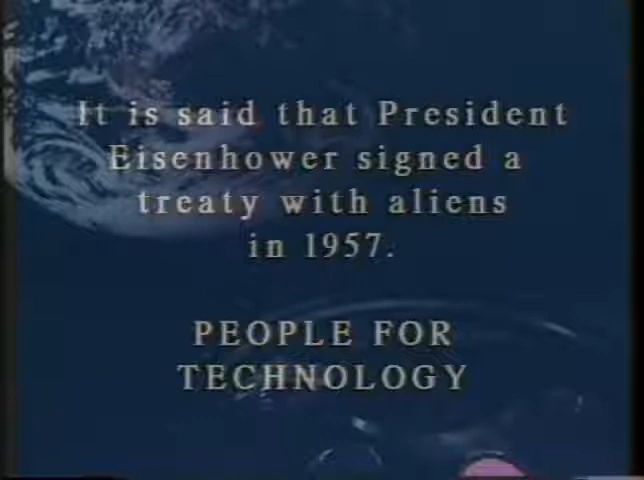 It is said that President
Eisenhower signed a
treaty with aliens
in 1957.
PEOPLE FOR
TECHNOLOGY